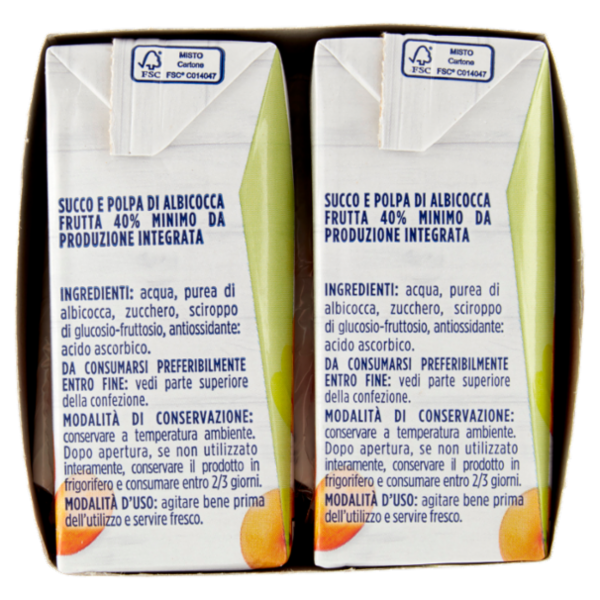 MISTO
Cartone
FSC
FSC® C014047
SUCCO E POLPA DI ALBICOCCA
FRUTTA 40% MINIMO DA
PRODUZIONE INTEGRATA
INGREDIENTI: acqua, purea di
albicocca, zucchero, sciroppo
di glucosio-fruttosio, antiossidante:
acido ascorbico.
DA CONSUMARSI PREFERIBILMENTE
ENTRO FINE: vedi parte superiore
della confezione.
MODALITÀ DI CONSERVAZIONE:
conservare a temperatura ambiente.
Dopo apertura, se non utilizzato
interamente, conservare il prodotto in
frigorifero e consumare entro 2/3 giorni.
MODALITÀ D'USO: agitare bene prima
dell'utilizzo e servire fresco.
MISTO
Cartone
FSC
FSC® C014047
SUCCO E POLPA DI ALBICOCCA
FRUTTA 40% MINIMO DA
PRODUZIONE INTEGRATA
INGREDIENTI: acqua, purea di
albicocca, zucchero, sciroppo
di glucosio-fruttosio, antiossidante:
acido ascorbico.
DA CONSUMARSI PREFERIBILMENTE
ENTRO FINE: vedi parte superiore
della confezione.
MODALITÀ DI CONSERVAZIONE:
conservare a temperatura ambiente.
Dopo apertura, se non utilizzato
interamente, conservare il prodotto in
frigorifero e consumare entro 2/3 giorni.
MODALITÀ D'USO: agitare bene prima
dell'utilizzo e servire fresco.